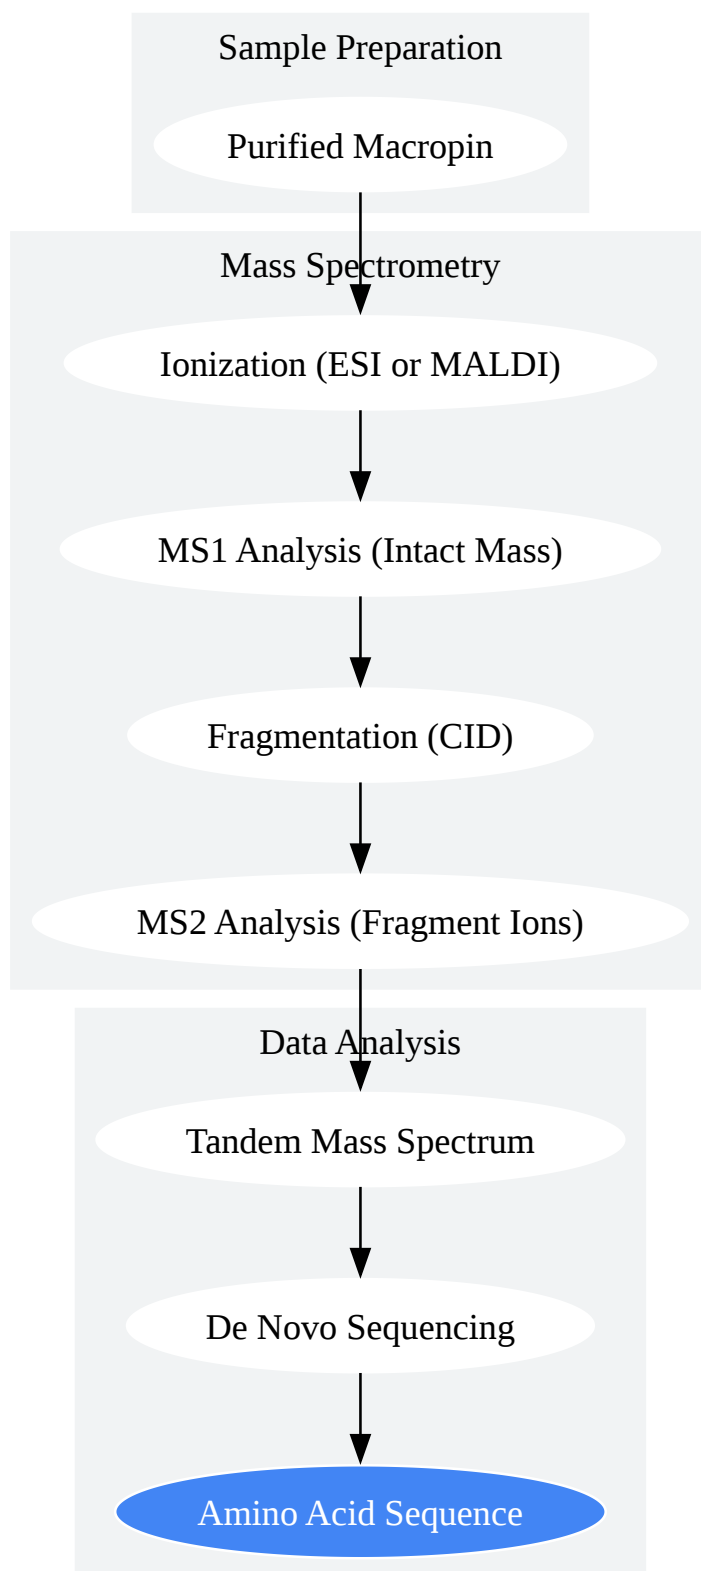 Sample Preparation
Purified Macropin
Mass Spectrometry
Ionization (ESI or MALDI)
MS1 Analysis (Intact Mass)
Fragmentation (CID)
MS2 Analysis (Fragment Ions)
Data Analysis
Tandem Mass Spectrum
De Novo Sequencing
Amino Acid Sequence